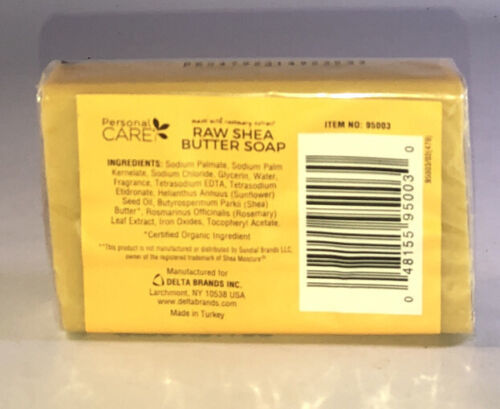 Personal
CARE
made with rosemary extract
RAW SHEA
BUTTER SOAP
INGREDIENTS: Sodium Palmate, Sodium Palm
Kernelate, Sodium Chloride, Glycerin, Water,
Fragrance, Tetrasodium EDTA, Tetrasodium
Etidronate, Helianthus Annuus (Sunflower)
Seed Oil, Butyrospermum Parkii (Shea)
Butter*, Rosmarinus Officinalis (Rosemary)
Leaf Extract, Iron Oxides, Tocopheryl Acetate.
*Certified Organic Ingredient
**This product is not manufactured or distributed by Sundial Brands LLC,
owner of the registered trademark of Shea Moisture
Manufactured for
DELTA BRANDS INC.
Larchmont, NY 10538 USA
www.deltabrands.com
Made in Turkey
ITEM NO: 95003
0 48155 95003 0